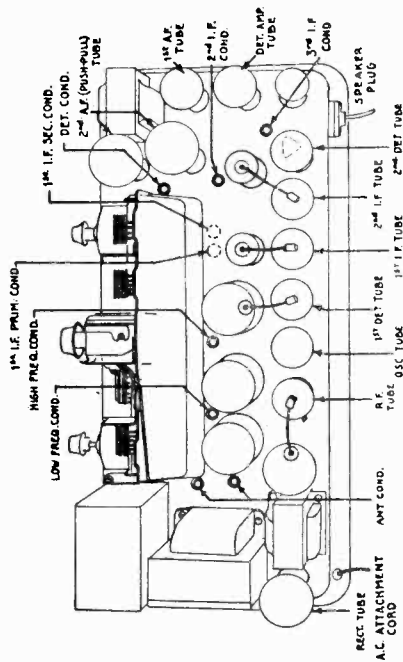 1ST I.F. PRIM. COND.
HIGH FREQ. COND.
LOW FREQ. COND.
1ST I.F. SEC. COND.
DET. COND.
2nd A.F. (PUSH-PULL)
TUBE
1ST A.F.
TUBE
2nd I.F.
COND.
DET. AMP.
TUBE
3RD I.F
COND
SPEAKER
PLUG
2nd DET TUBE
2nd I.F TUBE
1ST I.F. TUBE
1ST DET TUBE
OSC TUBE
R.F.
TUBE
ANT COND.
A.C. ATTACHMENT
CORD
RECT. TUBE